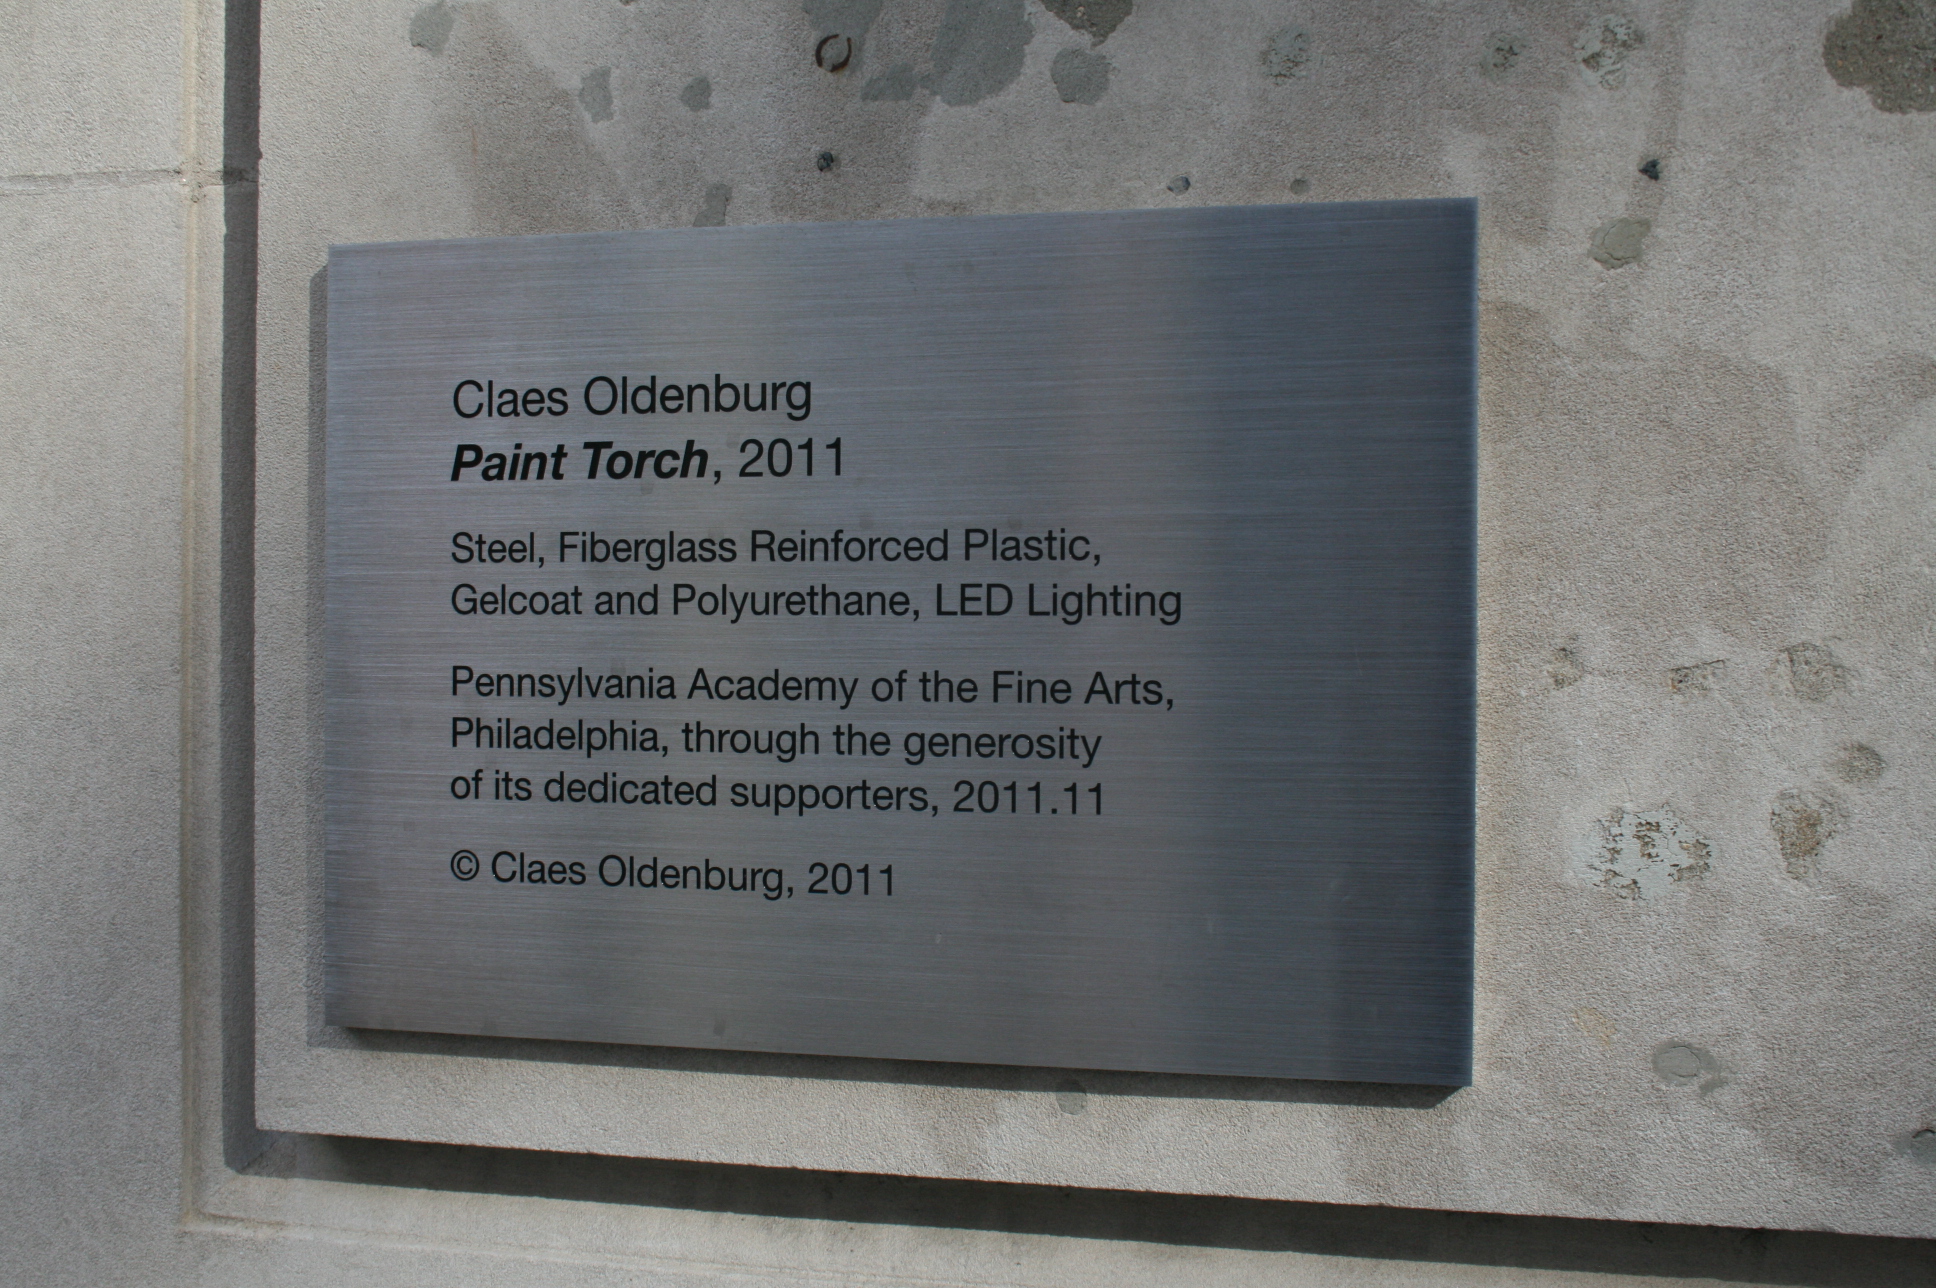 Claes Oldenburg
Paint Torch, 2011
Steel, Fiberglass Reinforced Plastic,
Gelcoat and Polyurethane, LED Lighting
Pennsylvania Academy of the Fine Arts,
Philadelphia, through the generosity
of its dedicated supporters, 2011.11
© Claes Oldenburg, 2011